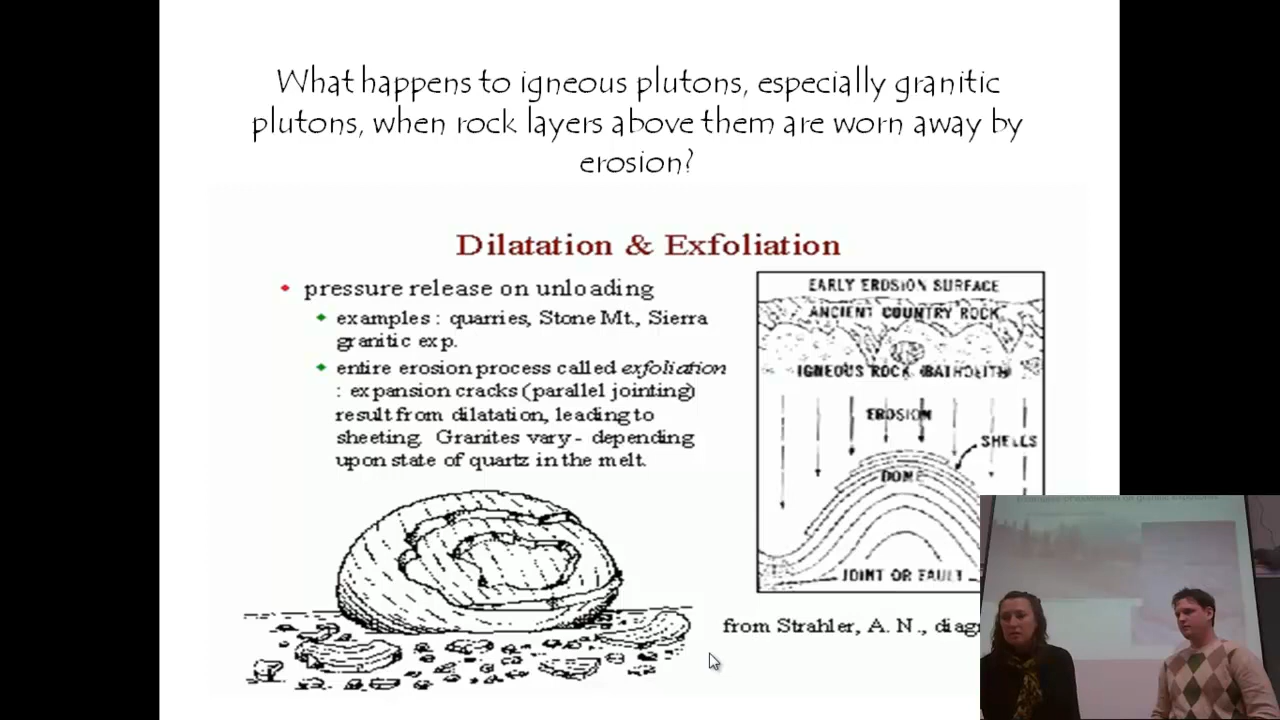 What happens to igneous plutons, especially granitic
plutons, when rock layers above them are worn away by
erosion?
Dilatation & Exfoliation
pressure release on unloading
examples : quarries, Stone Mt., Sierra
granitic exp.
entire erosion process called exfoliation
: expansion cracks (parallel jointing)
result from dilatation, leading to
sheeting. Granites vary - depending
upon state of quartz in the melt.
EARLY EROSION SURFACE
ANCIENT COUNTRY ROCK
IGNEOUS ROCK (BATHOLITH)
EROSION
SHELLS
DOME
JOINT OR FAULT
from Strahler, A. N.,